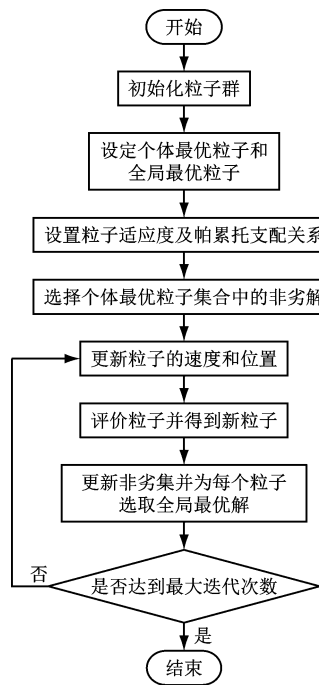 开始
初始化粒子群
设定个体最优粒子和
全局最优粒子
设置粒子适应度及帕累托支配关系
选择个体最优粒子集合中的非劣解
更新粒子的速度和位置
评价粒子并得到新粒子
更新非劣集并为每个粒子
选取全局最优解
否
是否达到最大迭代次数
是
结束